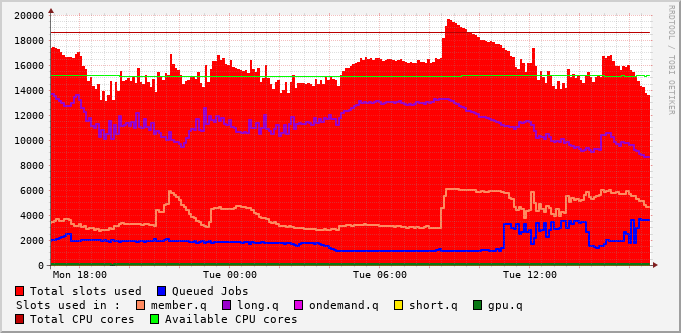 20000
18000
16000
14000
12000
10000
8000
6000
4000
2000
0
Mon 18:00 Tue 00:00 Tue 06:00 Tue 12:00
Total slots used Queued Jobs
Slots used in : member.q long.q ondemand.q short.q gpu.q
Total CPU cores Available CPU cores
RRDTOOL / TOBI OETIKER